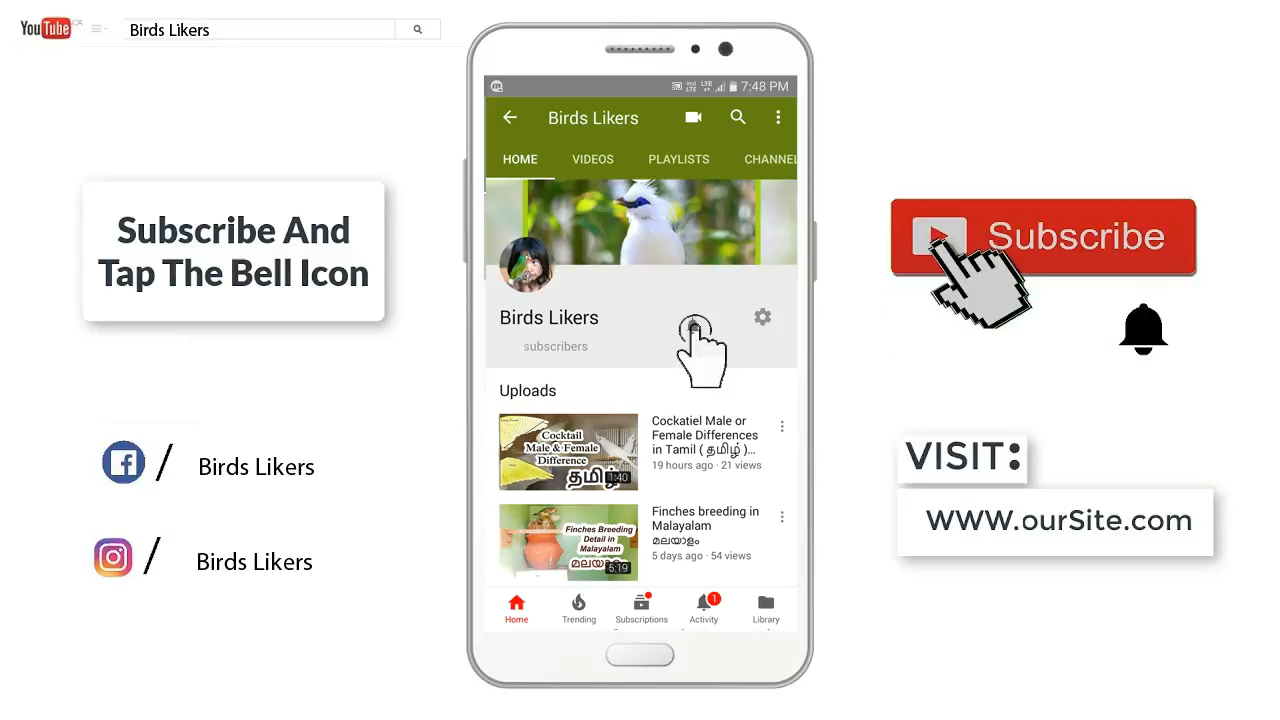 YouTube CA
Birds Likers
Subscribe And
Tap The Bell Icon
Birds Likers
Birds Likers
LTE
7:48 PM
Birds Likers
HOME VIDEOS PLAYLISTS CHANNEL
Birds Likers
subscribers
Uploads
Cocktail
Male & Female
Difference
தமிழ்
1:40
Cockatiel Male or
Female Differences
in Tamil ( தமிழ் )...
19 hours ago · 21 views
Finches Breeding
Detail in
Malayalam
മലയാളം
5:19
Finches breeding in
Malayalam
മലയാളം
5 days ago · 54 views
Home Trending Subscriptions Activity Library
1
Subscribe
VISIT:
WWW.ourSite.com